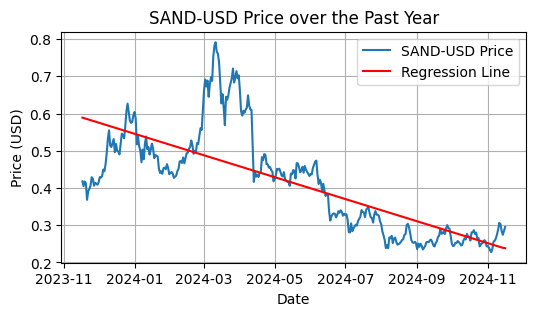 SAND-USD Price over the Past Year
SAND-USD Price
Regression Line
Price (USD)
0.8
0.7
0.6
0.5
0.4
0.3
0.2
2023-11 2024-01 2024-03 2024-05 2024-07 2024-09 2024-11
Date